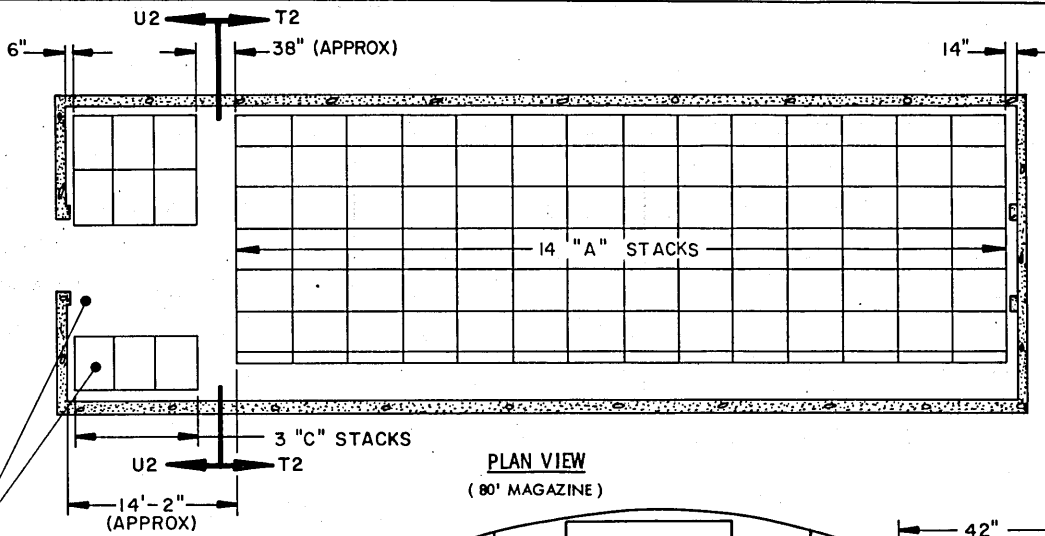 U2 T2
6" 38" (APPROX) 14"
14 "A" STACKS
3 "C" STACKS
U2 T2
PLAN VIEW
(80' MAGAZINE)
14'-2"
(APPROX)
42"